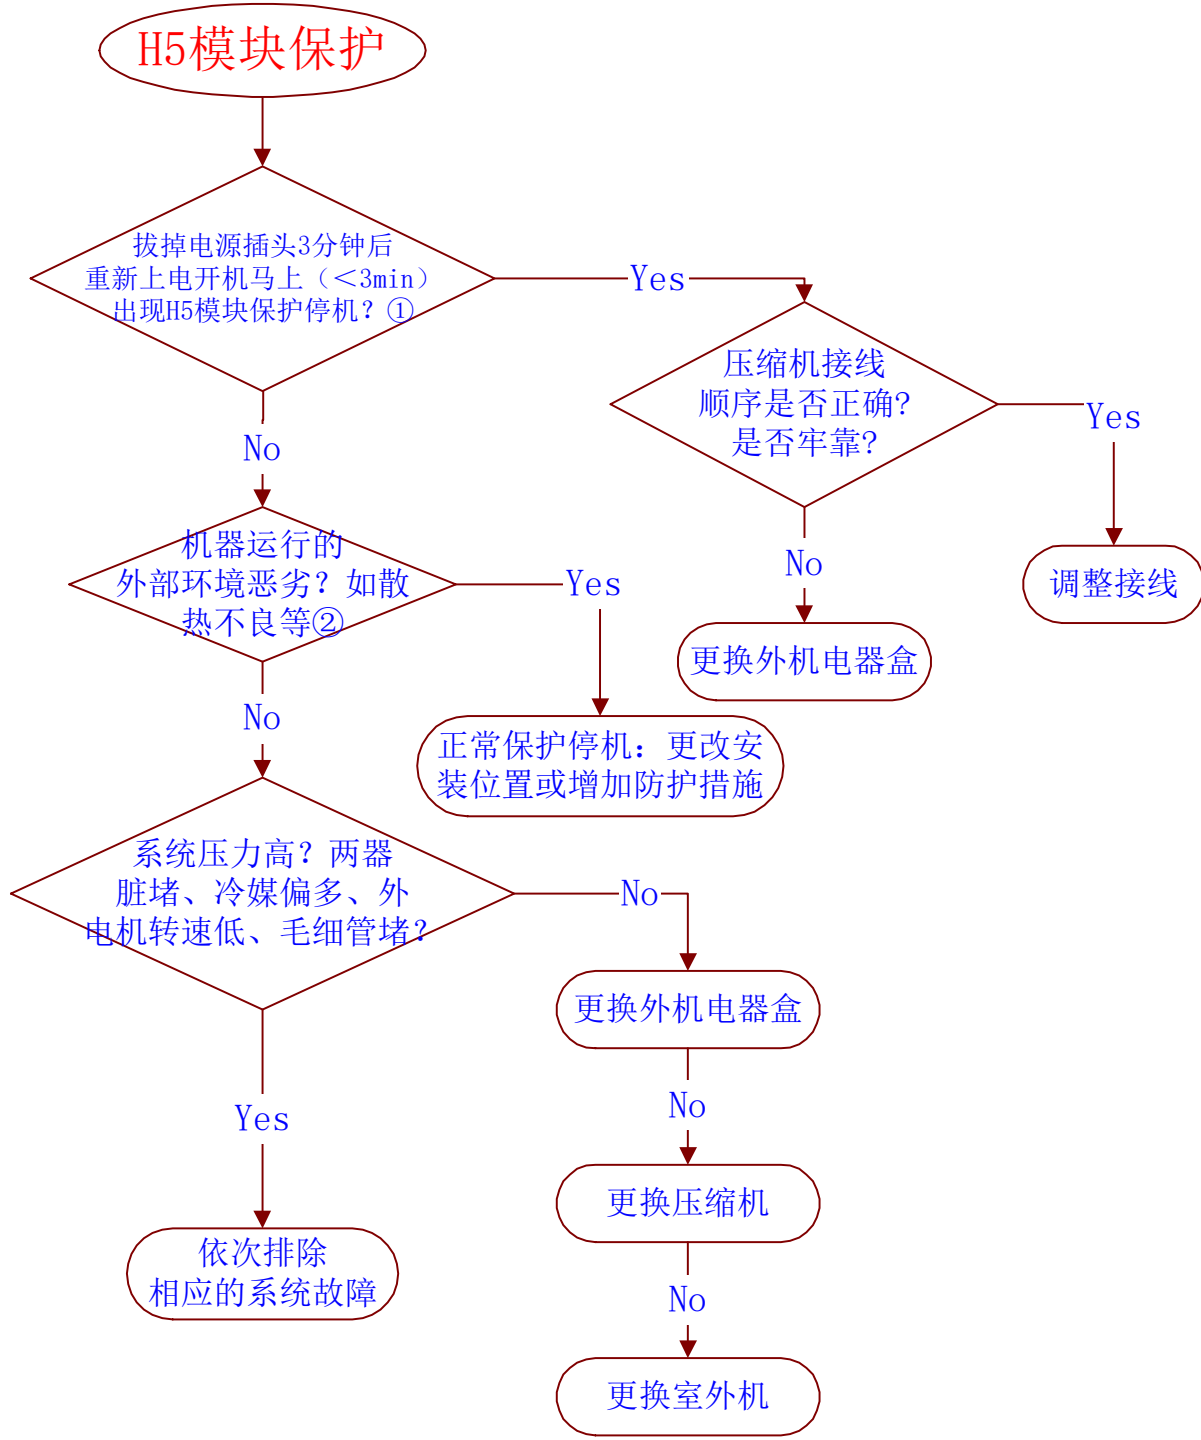 H5模块保护
拔掉电源插头3分钟后
重新上电开机马上（＜3min）
出现H5模块保护停机？①
Yes
压缩机接线
顺序是否正确?
是否牢靠?
Yes
调整接线
No
更换外机电器盒
No
机器运行的
外部环境恶劣？如散
热不良等②
Yes
正常保护停机：更改安
装位置或增加防护措施
No
系统压力高？两器
脏堵、冷媒偏多、外
电机转速低、毛细管堵？
No
更换外机电器盒
No
更换压缩机
No
更换室外机
Yes
依次排除
相应的系统故障